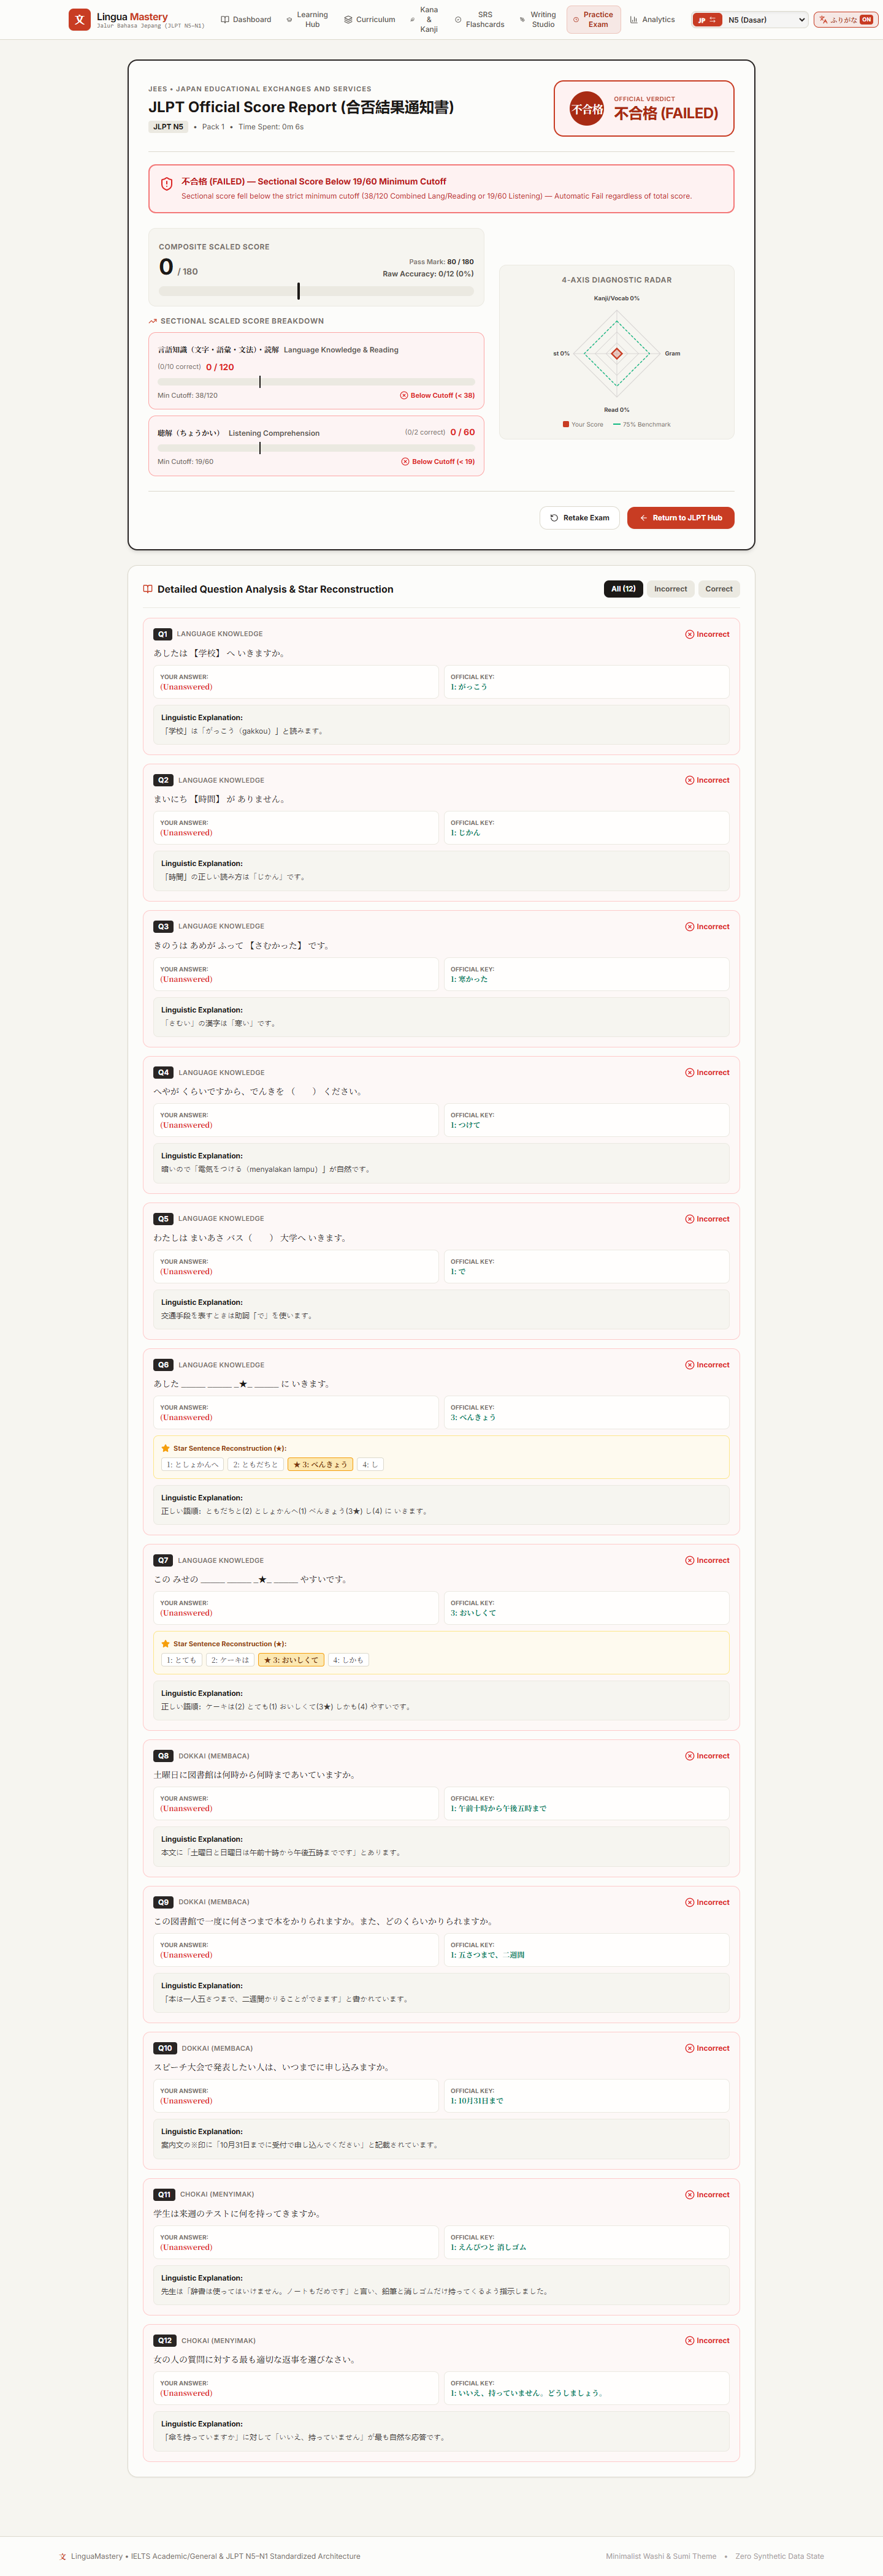 文 Lingua Mastery
Jalur Bahasa Jepang (JLPT N5-N1)
Dashboard
Learning Hub
Curriculum
Kana & Kanji
SRS Flashcards
Writing Studio
Practice Exam
Analytics
JP
N5 (Dasar)
ふりがな ON
JEES • JAPAN EDUCATIONAL EXCHANGES AND SERVICES
JLPT Official Score Report (合否結果通知書)
JLPT N5 • Pack 1 • Time Spent: 0m 6s
不合格
OFFICIAL VERDICT
不合格 (FAILED)
不合格 (FAILED) — Sectional Score Below 19/60 Minimum Cutoff
Sectional score fell below the strict minimum cutoff (38/120 Combined Lang/Reading or 19/60 Listening) — Automatic Fail regardless of total score.
COMPOSITE SCALED SCORE
0 / 180
Pass Mark: 80 / 180
Raw Accuracy: 0/12 (0%)
SECTIONAL SCALED SCORE BREAKDOWN
言語知識（文字・語彙・文法）・読解 Language Knowledge & Reading
(0/10 correct) 0 / 120
Min Cutoff: 38/120
Below Cutoff (< 38)
聴解（ちょうかい） Listening Comprehension
(0/2 correct) 0 / 60
Min Cutoff: 19/60
Below Cutoff (< 19)
4-AXIS DIAGNOSTIC RADAR
Kanji/Vocab 0%
st 0%
Gram
Read 0%
Your Score
75% Benchmark
Retake Exam
Return to JLPT Hub
Detailed Question Analysis & Star Reconstruction
All (12)
Incorrect
Correct
Q1 LANGUAGE KNOWLEDGE
Incorrect
あしたは 【学校】 へ いきますか。
YOUR ANSWER:
(Unanswered)
OFFICIAL KEY:
1: がっこう
Linguistic Explanation:
「学校」は「がっこう（gakkou）」と読みます。
Q2 LANGUAGE KNOWLEDGE
Incorrect
まいにち 【時間】 が ありません。
YOUR ANSWER:
(Unanswered)
OFFICIAL KEY:
1: じかん
Linguistic Explanation:
「時間」の正しい読み方は「じかん」です。
Q3 LANGUAGE KNOWLEDGE
Incorrect
きのうは あめが ふって 【さむかった】 です。
YOUR ANSWER:
(Unanswered)
OFFICIAL KEY:
1: 寒かった
Linguistic Explanation:
「さむい」の漢字は「寒い」です。
Q4 LANGUAGE KNOWLEDGE
Incorrect
へやが くらいですから、でんきを （　　） ください。
YOUR ANSWER:
(Unanswered)
OFFICIAL KEY:
1: つけて
Linguistic Explanation:
暗いので「電気をつける（menyalakan lampu）」が自然です。
Q5 LANGUAGE KNOWLEDGE
Incorrect
わたしは まいあさ バス（　　） 大学へ いきます。
YOUR ANSWER:
(Unanswered)
OFFICIAL KEY:
1: で
Linguistic Explanation:
交通手段を表すときは助詞「で」を使います。
Q6 LANGUAGE KNOWLEDGE
Incorrect
あした _____ _____ _★_ _____ に いきます。
YOUR ANSWER:
(Unanswered)
OFFICIAL KEY:
3: べんきょう
Star Sentence Reconstruction (★):
1: としょかんへ
2: ともだちと
★ 3: べんきょう
4: し
Linguistic Explanation:
正しい語順: ともだちと(2) としょかんへ(1) べんきょう(3★) し(4) に いきます。
Q7 LANGUAGE KNOWLEDGE
Incorrect
この みせの _____ _____ _★_ _____ やすいです。
YOUR ANSWER:
(Unanswered)
OFFICIAL KEY:
3: おいしくて
Star Sentence Reconstruction (★):
1: とても
2: ケーキは
★ 3: おいしくて
4: しかも
Linguistic Explanation:
正しい語順: ケーキは(2) とても(1) おいしくて(3★) しかも(4) やすいです。
Q8 DOKKAI (MEMBACA)
Incorrect
土曜日に図書館は何時から何時まであいていますか。
YOUR ANSWER:
(Unanswered)
OFFICIAL KEY:
1: 午前十時から午後五時まで
Linguistic Explanation:
本文に「土曜日と日曜日は午前十時から午後五時までです」とあります。
Q9 DOKKAI (MEMBACA)
Incorrect
この図書館で一度に何さつまで本をかりられますか。また、どのくらいかりられますか。
YOUR ANSWER:
(Unanswered)
OFFICIAL KEY:
1: 五さつまで、二週間
Linguistic Explanation:
「本は一人五さつまで、二週間かりることができます」と書かれています。
Q10 DOKKAI (MEMBACA)
Incorrect
スピーチ大会で発表したい人は、いつまでに申し込みますか。
YOUR ANSWER:
(Unanswered)
OFFICIAL KEY:
1: 10月31日まで
Linguistic Explanation:
案内文の※印に「10月31日までに受付で申し込んでください」と記載されています。
Q11 CHOKAI (MENYIMAK)
Incorrect
学生は来週のテストに何を持ってきますか。
YOUR ANSWER:
(Unanswered)
OFFICIAL KEY:
1: えんぴつと 消しゴム
Linguistic Explanation:
先生は「辞書は使ってはいけません。ノートもだめです」と言い、鉛筆と消しゴムだけ持ってくるよう指示しました。
Q12 CHOKAI (MENYIMAK)
Incorrect
女の人の質問に対する最も適切な返事を選びなさい。
YOUR ANSWER:
(Unanswered)
OFFICIAL KEY:
1: いいえ、持っていません。どうしましょう。
Linguistic Explanation:
「傘を持っていますか」に対して「いいえ、持っていません」が最も自然な応答です。
文 LinguaMastery • IELTS Academic/General & JLPT N5–N1 Standardized Architecture
Minimalist Washi & Sumi Theme • Zero Synthetic Data State